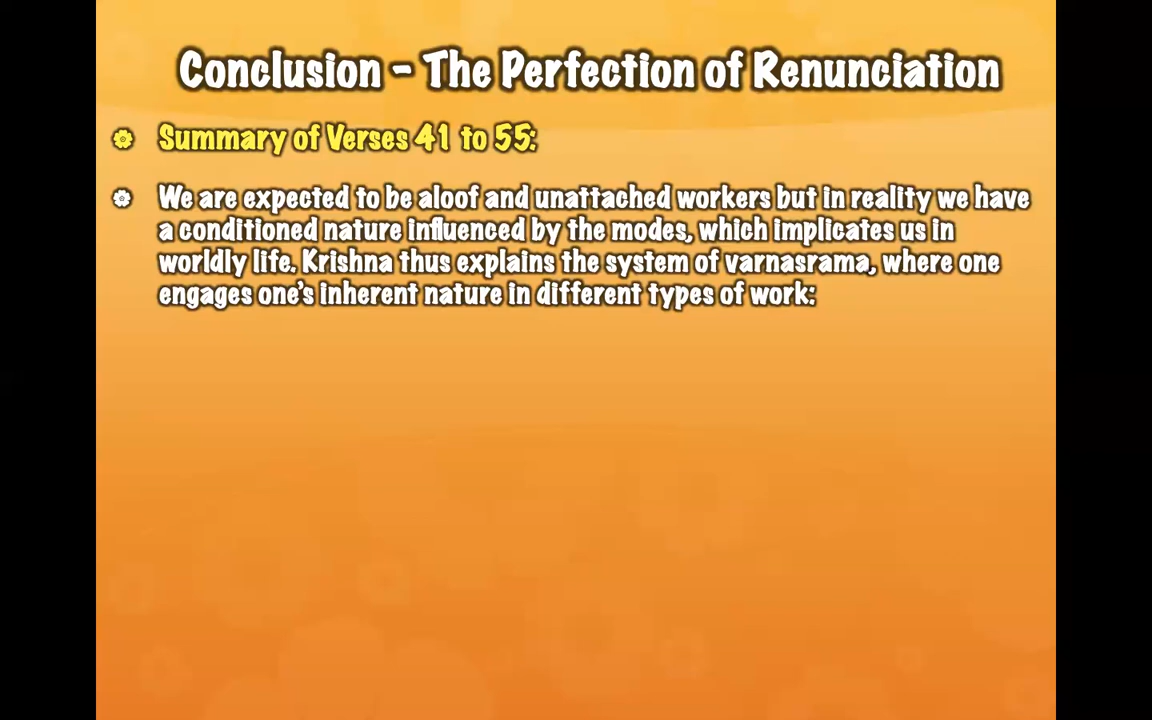 Conclusion - The Perfection of Renunciation
Summary of Verses 41 to 55:
We are expected to be aloof and unattached workers but in reality we have
a conditioned nature influenced by the modes, which implicates us in
worldly life. Krishna thus explains the system of varnasrama, where one
engages one's inherent nature in different types of work: